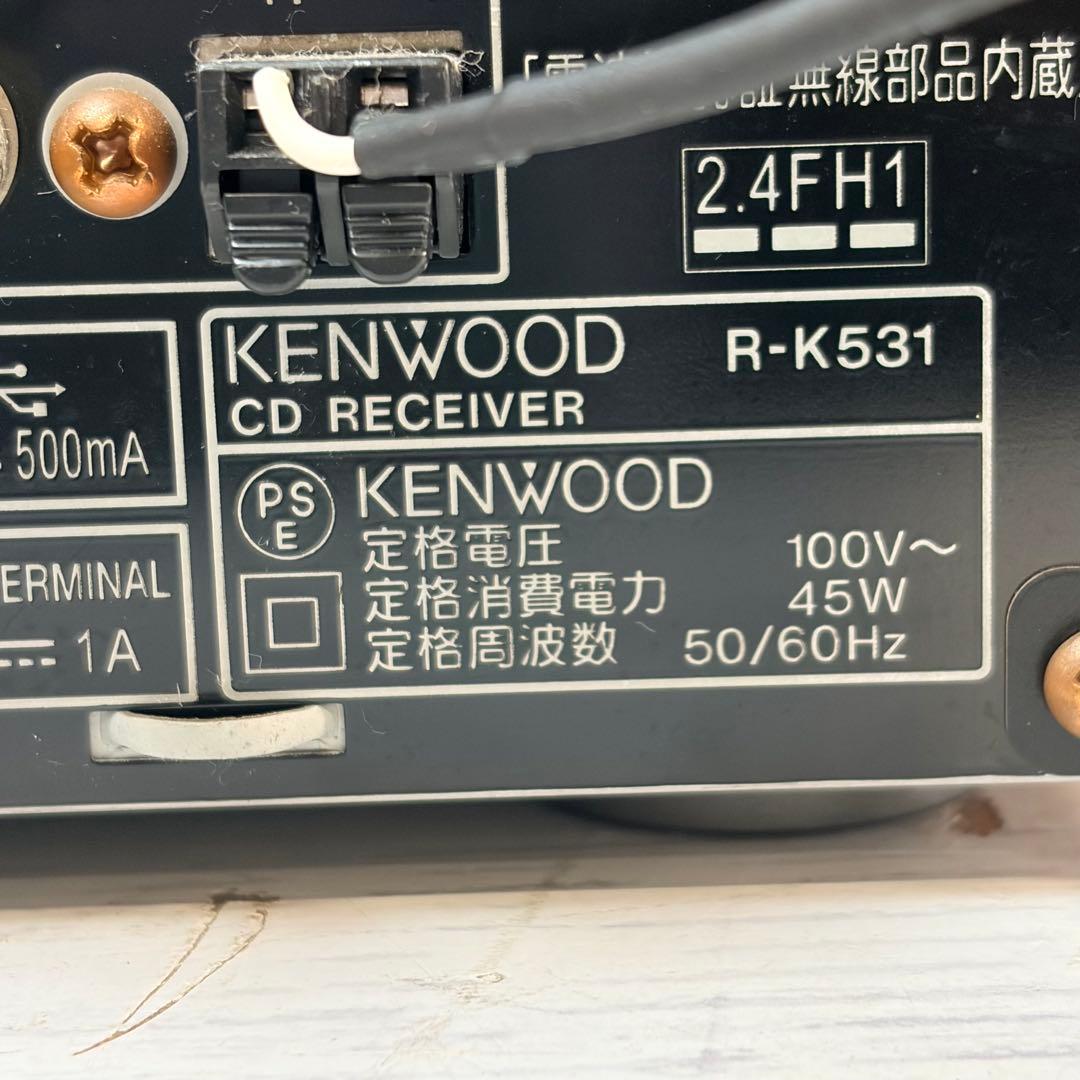 無線部品内蔵
2.4FH1
KENWOOD R-K531
CD RECEIVER
500mA
PS
E
KENWOOD
定格電圧 100V～
定格消費電力 45W
定格周波数 50/60Hz
ERMINAL
1A